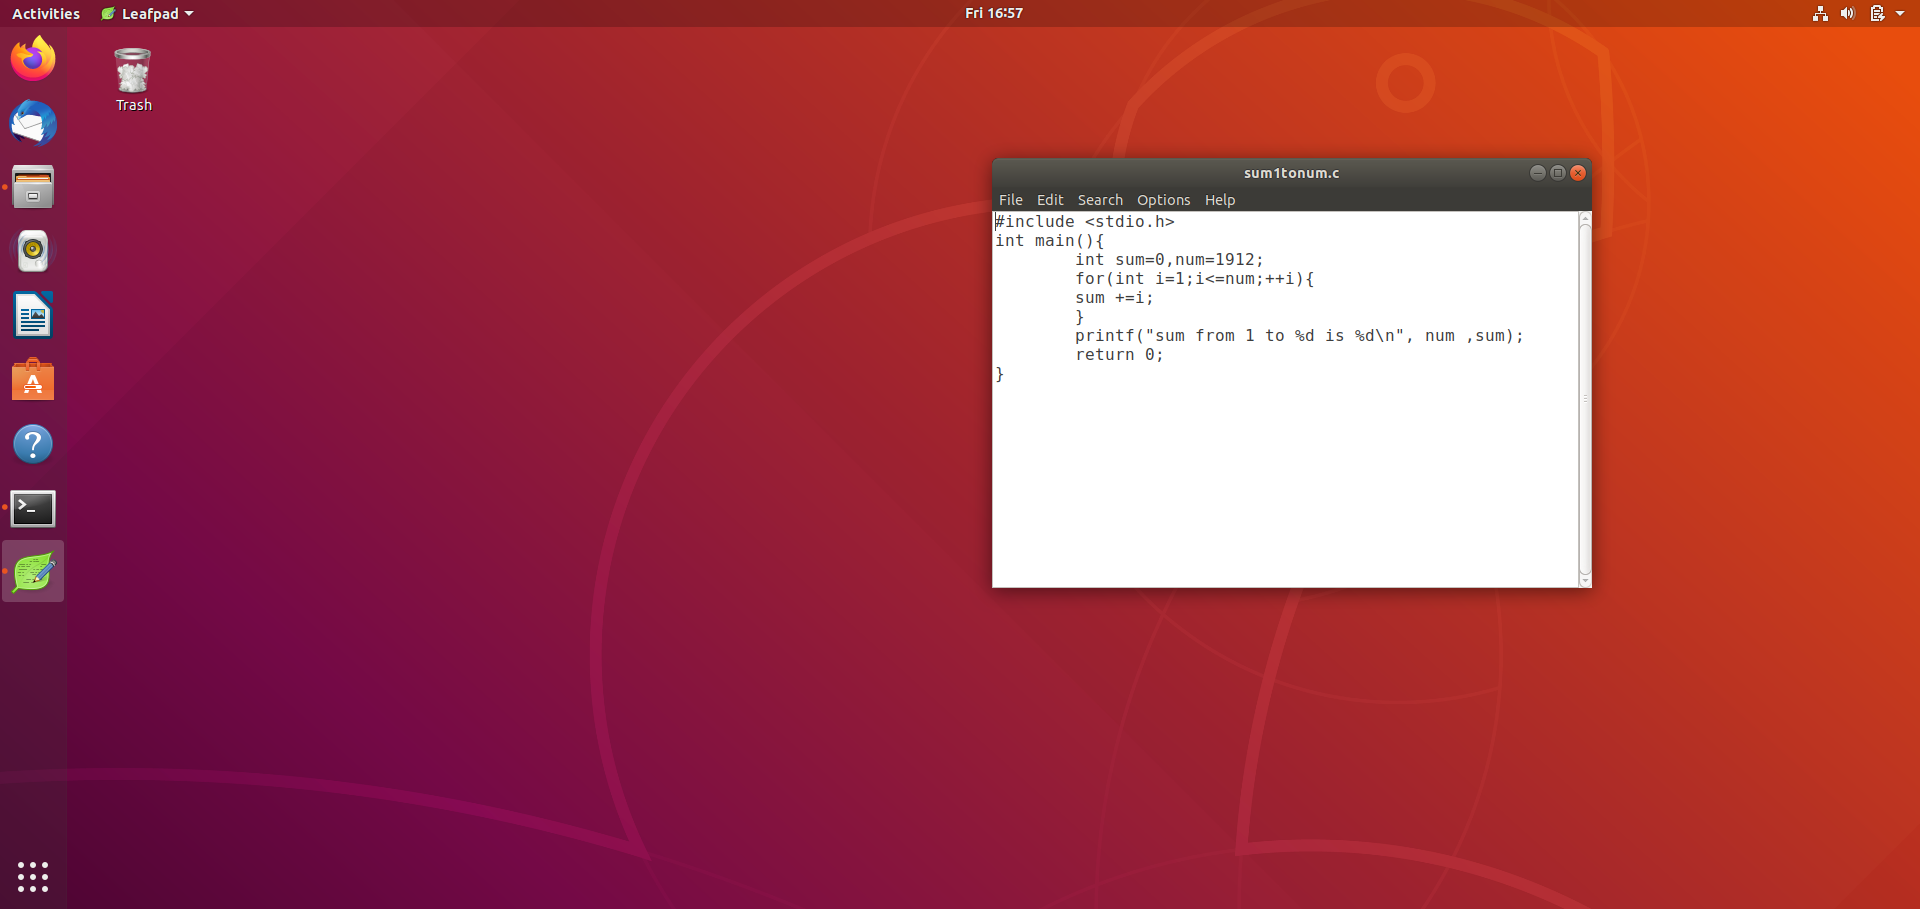 Activities Leafpad Fri 16:57
Trash
sum1tonum.c
File Edit Search Options Help
#include <stdio.h>
int main(){
        int sum=0,num=1912;
        for(int i=1;i<=num;++i){
        sum +=i;
        }
        printf("sum from 1 to %d is %d\n", num ,sum);
        return 0;
}